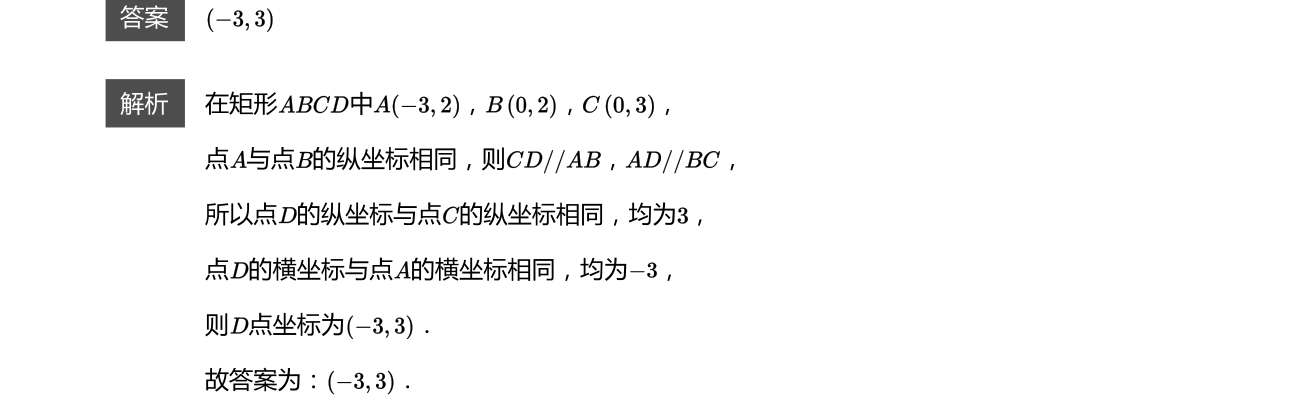 答案 (−3,3)
解析 在矩形ABCD中A(−3,2)，B(0,2)，C(0,3)，
点A与点B的纵坐标相同，则CD//AB，AD//BC，
所以点D的纵坐标与点C的纵坐标相同，均为3，
点D的横坐标与点A的横坐标相同，均为−3，
则D点坐标为(−3,3)．
故答案为：(−3,3)．